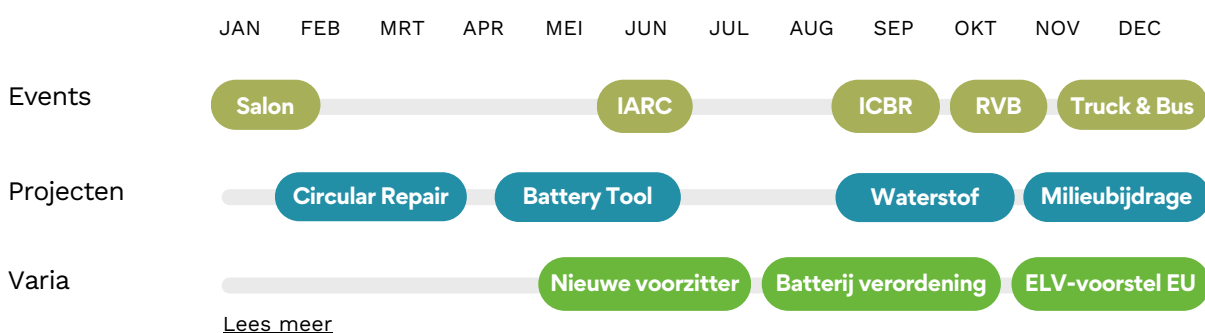 JAN FEB MRT APR MEI JUN JUL AUG SEP OKT NOV DEC
Events Salon IARC ICBR RVB Truck & Bus
Projecten Circular Repair Battery Tool Waterstof Milieubijdrage
Varia Nieuwe voorzitter Batterij verordening ELV-voorstel EU
Lees meer